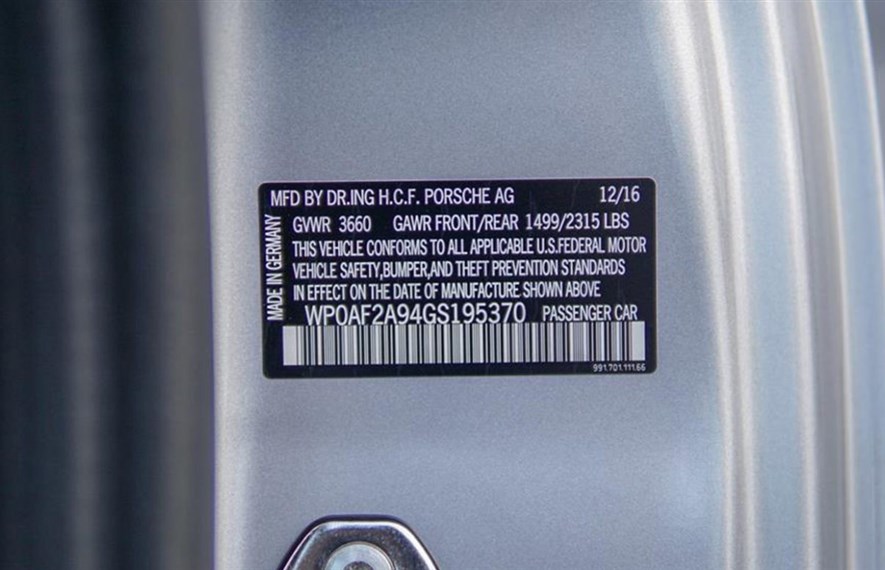 MFD BY DR.ING H.C.F. PORSCHE AG 12/16
GVWR 3660 GAWR FRONT/REAR 1499/2315 LBS
THIS VEHICLE CONFORMS TO ALL APPLICABLE U.S.FEDERAL MOTOR
VEHICLE SAFETY,BUMPER,AND THEFT PREVENTION STANDARDS
IN EFFECT ON THE DATE OF MANUFACTURE SHOWN ABOVE
WP0AF2A94GS195370 PASSENGER CAR
991.701.111.66
MADE IN GERMANY